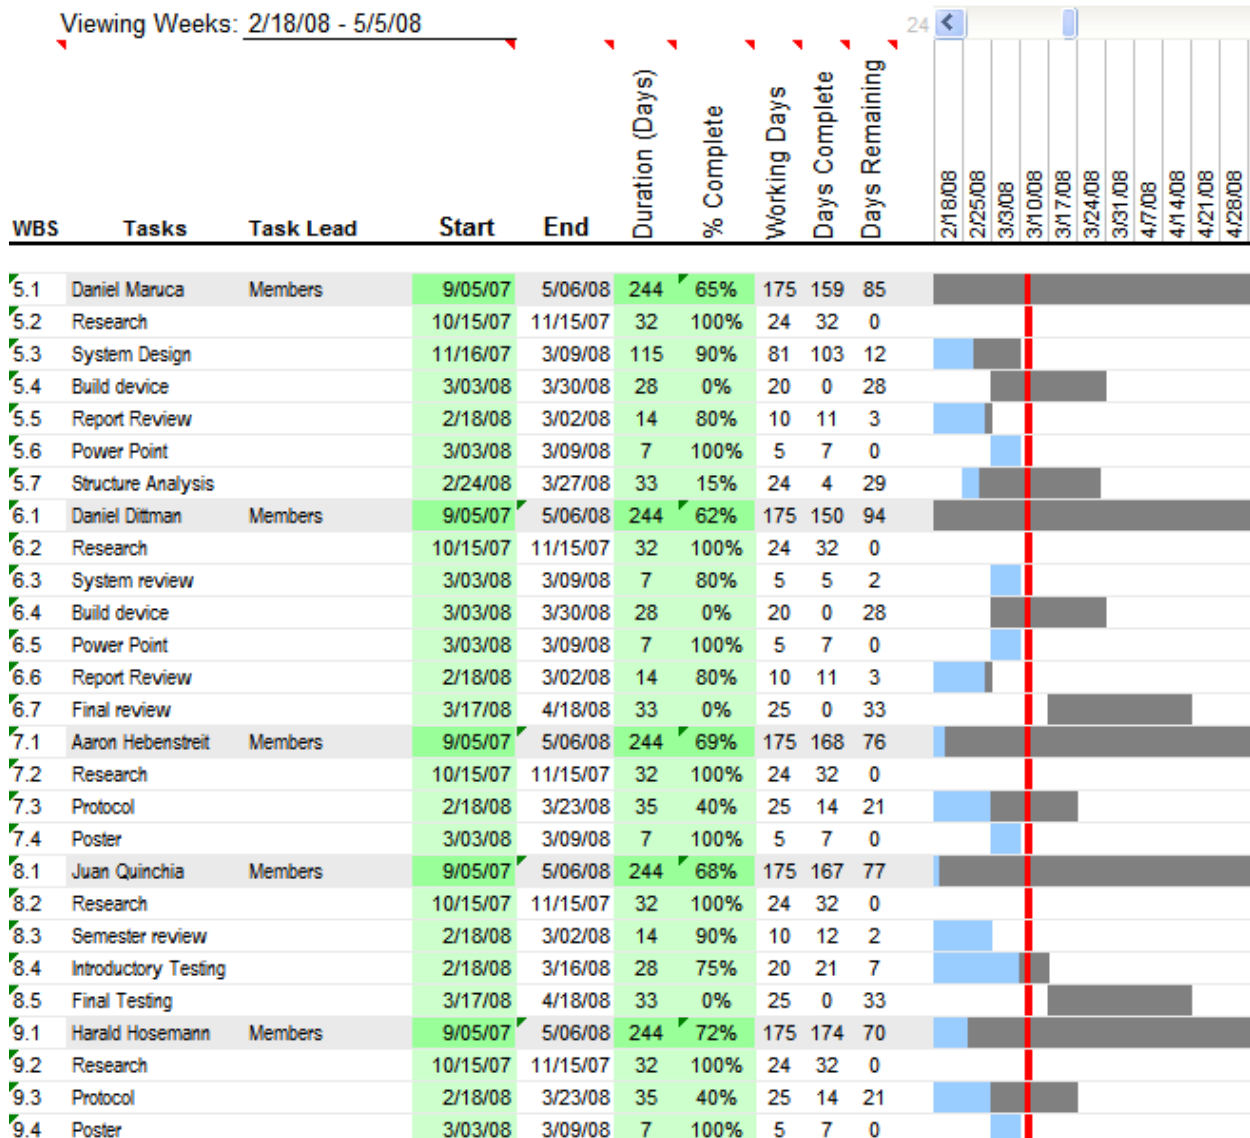 Viewing Weeks: 2/18/08 - 5/5/08
24
WBS Tasks Task Lead Start End Duration (Days) % Complete Working Days Days Complete Days Remaining 2/18/08 2/25/08 3/3/08 3/10/08 3/17/08 3/24/08 3/31/08 4/7/08 4/14/08 4/21/08 4/28/08
5.1 Daniel Maruca Members 9/05/07 5/06/08 244 65% 175 159 85
5.2 Research 10/15/07 11/15/07 32 100% 24 32 0
5.3 System Design 11/16/07 3/09/08 115 90% 81 103 12
5.4 Build device 3/03/08 3/30/08 28 0% 20 0 28
5.5 Report Review 2/18/08 3/02/08 14 80% 10 11 3
5.6 Power Point 3/03/08 3/09/08 7 100% 5 7 0
5.7 Structure Analysis 2/24/08 3/27/08 33 15% 24 4 29
6.1 Daniel Dittman Members 9/05/07 5/06/08 244 62% 175 150 94
6.2 Research 10/15/07 11/15/07 32 100% 24 32 0
6.3 System review 3/03/08 3/09/08 7 80% 5 5 2
6.4 Build device 3/03/08 3/30/08 28 0% 20 0 28
6.5 Power Point 3/03/08 3/09/08 7 100% 5 7 0
6.6 Report Review 2/18/08 3/02/08 14 80% 10 11 3
6.7 Final review 3/17/08 4/18/08 33 0% 25 0 33
7.1 Aaron Hebenstreit Members 9/05/07 5/06/08 244 69% 175 168 76
7.2 Research 10/15/07 11/15/07 32 100% 24 32 0
7.3 Protocol 2/18/08 3/23/08 35 40% 25 14 21
7.4 Poster 3/03/08 3/09/08 7 100% 5 7 0
8.1 Juan Quinchia Members 9/05/07 5/06/08 244 68% 175 167 77
8.2 Research 10/15/07 11/15/07 32 100% 24 32 0
8.3 Semester review 2/18/08 3/02/08 14 90% 10 12 2
8.4 Introductory Testing 2/18/08 3/16/08 28 75% 20 21 7
8.5 Final Testing 3/17/08 4/18/08 33 0% 25 0 33
9.1 Harald Hosemann Members 9/05/07 5/06/08 244 72% 175 174 70
9.2 Research 10/15/07 11/15/07 32 100% 24 32 0
9.3 Protocol 2/18/08 3/23/08 35 40% 25 14 21
9.4 Poster 3/03/08 3/09/08 7 100% 5 7 0